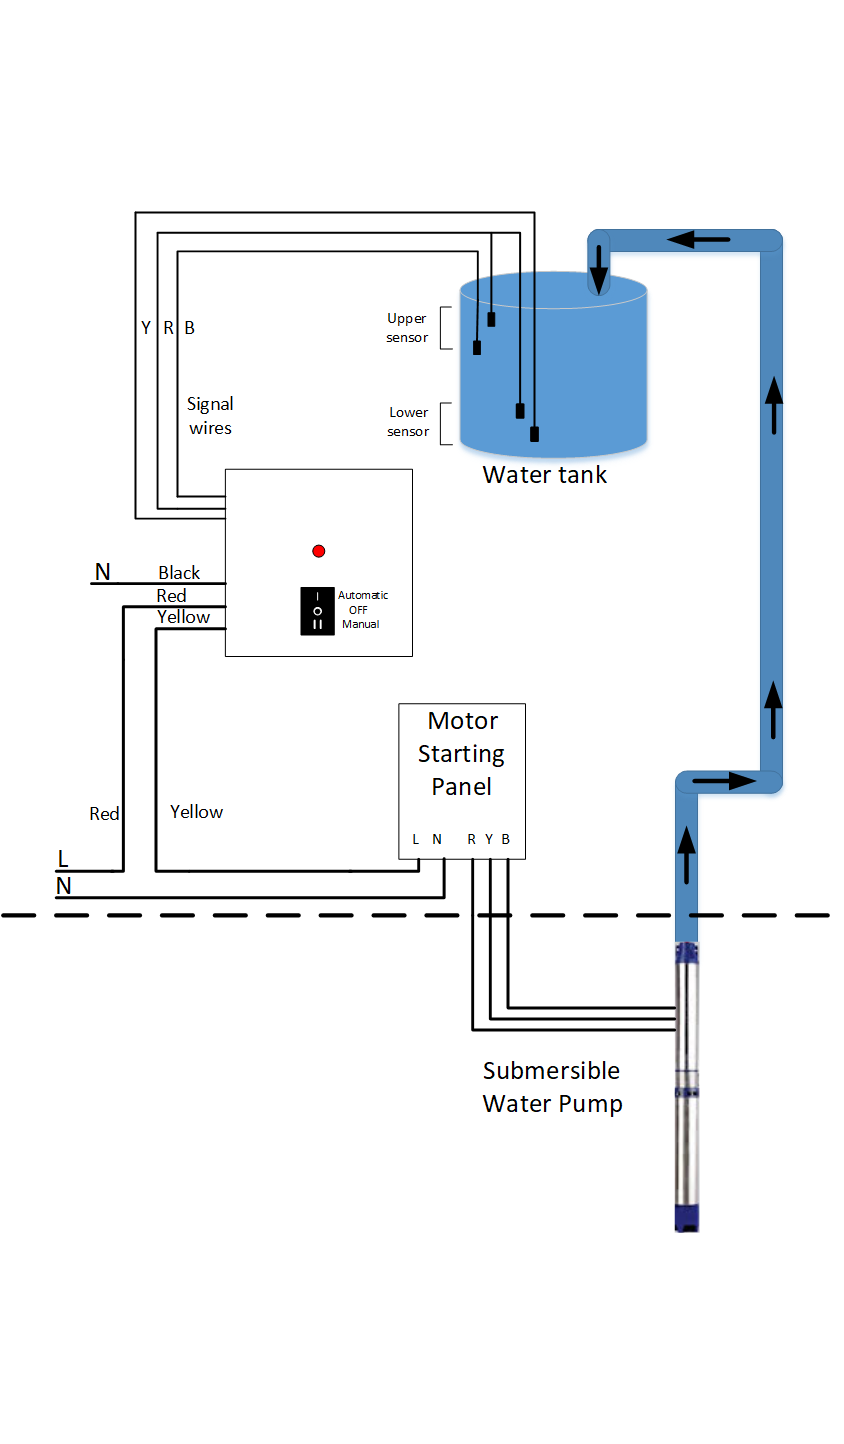 Upper
sensor
Y R B
Signal
wires
Lower
sensor
Water tank
N
Black
Red
Yellow
I
O
II
Automatic
OFF
Manual
Motor
Starting
Panel
L N R Y B
Red
Yellow
L
N
Submersible
Water Pump